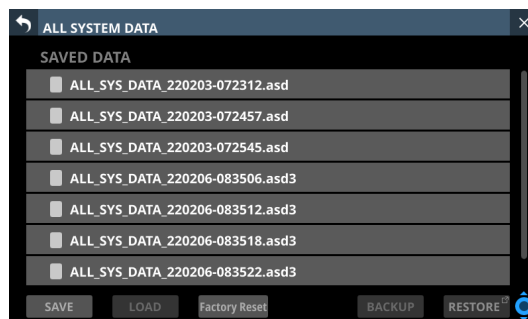 ALL SYSTEM DATA
SAVED DATA
ALL_SYS_DATA_220203-072312.asd
ALL_SYS_DATA_220203-072457.asd
ALL_SYS_DATA_220203-072545.asd
ALL_SYS_DATA_220206-083506.asd3
ALL_SYS_DATA_220206-083512.asd3
ALL_SYS_DATA_220206-083518.asd3
ALL_SYS_DATA_220206-083522.asd3
SAVE LOAD Factory Reset BACKUP RESTORE